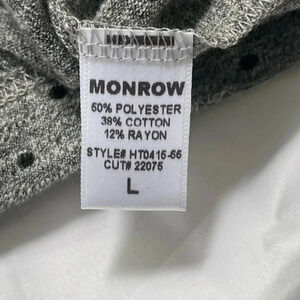 MONROW
50% POLYESTER
38% COTTON
12% RAYON
STYLE# HT0415-66
CUT# 22075
L